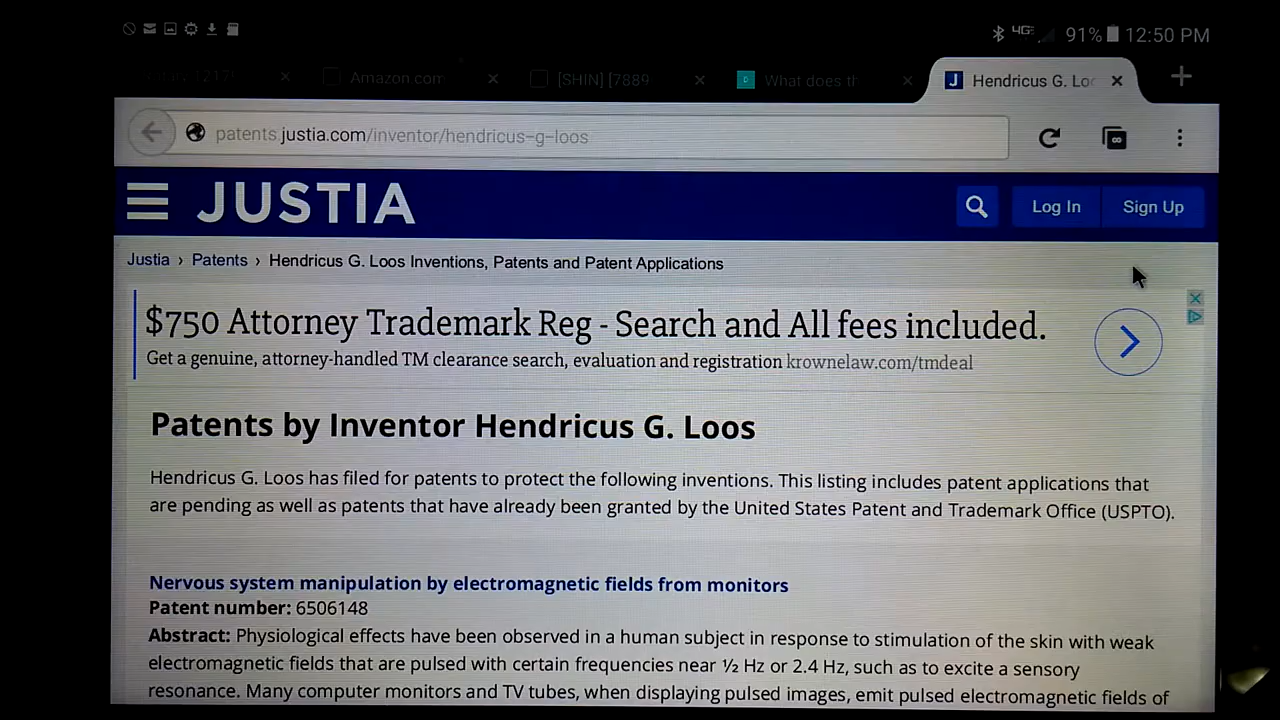 91% 12:50 PM
Amazon.com
[SHIN] [7889
What does th
Hendricus G. Loo
patents.justia.com/inventor/hendricus-g-loos
JUSTIA
Log In
Sign Up
Justia › Patents › Hendricus G. Loos Inventions, Patents and Patent Applications
$750 Attorney Trademark Reg - Search and All fees included.
Get a genuine, attorney-handled TM clearance search, evaluation and registration krownelaw.com/tmdeal
Patents by Inventor Hendricus G. Loos
Hendricus G. Loos has filed for patents to protect the following inventions. This listing includes patent applications that
are pending as well as patents that have already been granted by the United States Patent and Trademark Office (USPTO).
Nervous system manipulation by electromagnetic fields from monitors
Patent number: 6506148
Abstract: Physiological effects have been observed in a human subject in response to stimulation of the skin with weak
electromagnetic fields that are pulsed with certain frequencies near ½ Hz or 2.4 Hz, such as to excite a sensory
resonance. Many computer monitors and TV tubes, when displaying pulsed images, emit pulsed electromagnetic fields of